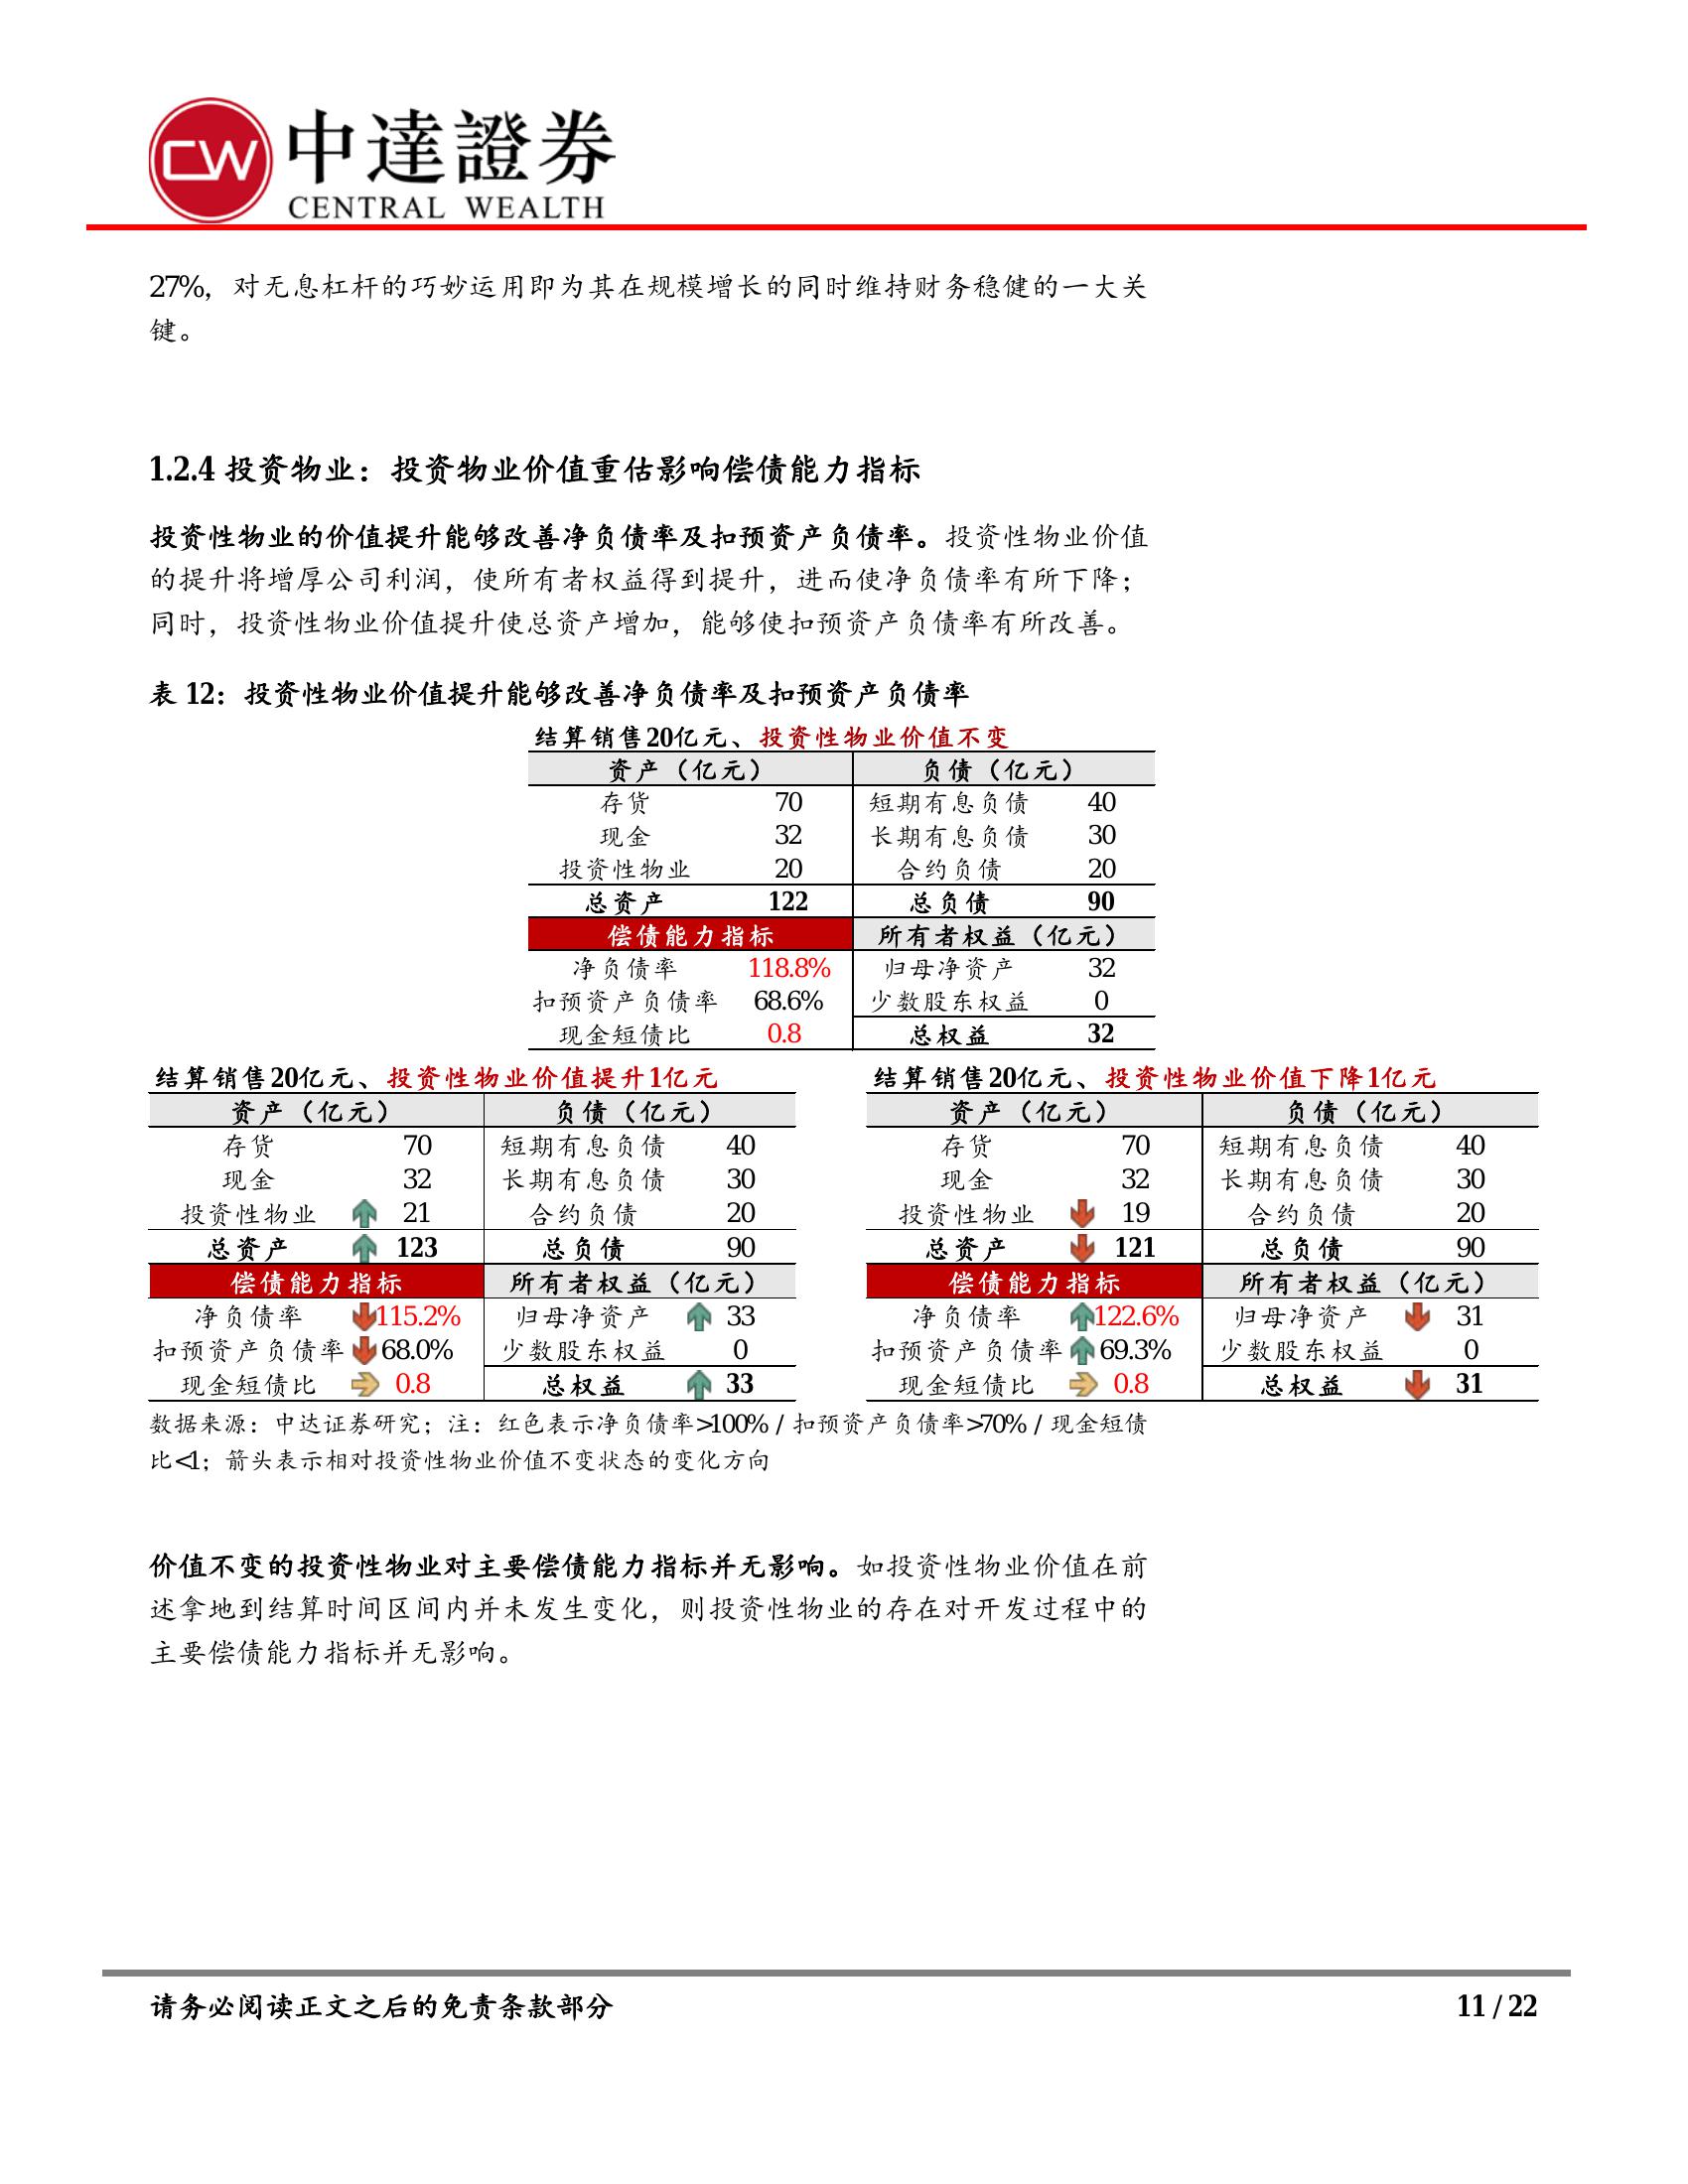 CW 中達證券
CENTRAL WEALTH
27%，对无息杠杆的巧妙运用即为其在规模增长的同时维持财务稳健的一大关
键。
1.2.4 投资物业：投资物业价值重估影响偿债能力指标
投资性物业的价值提升能够改善净负债率及扣预资产负债率。投资性物业价值
的提升将增厚公司利润，使所有者权益得到提升，进而使净负债率有所下降；
同时，投资性物业价值提升使总资产增加，能够使扣预资产负债率有所改善。
表 12：投资性物业价值提升能够改善净负债率及扣预资产负债率
结算销售20亿元、投资性物业价值不变
资产（亿元） 负债（亿元）
存货 70 短期有息负债 40
现金 32 长期有息负债 30
投资性物业 20 合约负债 20
总资产 122 总负债 90
偿债能力指标 所有者权益（亿元）
净负债率 118.8% 归母净资产 32
扣预资产负债率 68.6% 少数股东权益 0
现金短债比 0.8 总权益 32
结算销售20亿元、投资性物业价值提升1亿元
资产（亿元） 负债（亿元）
存货 70 短期有息负债 40
现金 32 长期有息负债 30
投资性物业 21 合约负债 20
总资产 123 总负债 90
偿债能力指标 所有者权益（亿元）
净负债率 115.2% 归母净资产 33
扣预资产负债率 68.0% 少数股东权益 0
现金短债比 0.8 总权益 33
结算销售20亿元、投资性物业价值下降1亿元
资产（亿元） 负债（亿元）
存货 70 短期有息负债 40
现金 32 长期有息负债 30
投资性物业 19 合约负债 20
总资产 121 总负债 90
偿债能力指标 所有者权益（亿元）
净负债率 122.6% 归母净资产 31
扣预资产负债率 69.3% 少数股东权益 0
现金短债比 0.8 总权益 31
数据来源：中达证券研究；注：红色表示净负债率>100% / 扣预资产负债率>70% / 现金短债
比<1；箭头表示相对投资性物业价值不变状态的变化方向
价值不变的投资性物业对主要偿债能力指标并无影响。如投资性物业价值在前
述拿地到结算时间区间内并未发生变化，则投资性物业的存在对开发过程中的
主要偿债能力指标并无影响。
请务必阅读正文之后的免责条款部分 11 / 22